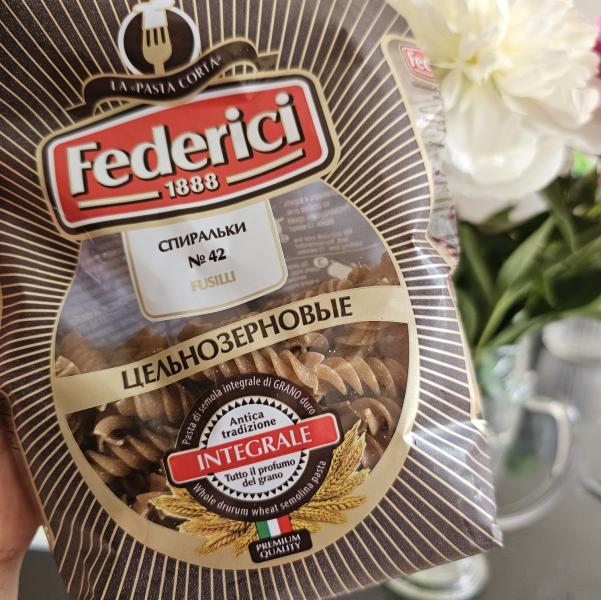 LA «PASTA CORTA»
Federici
1888
СПИРАЛЬКИ
№ 42
FUSILLI
ЦЕЛЬНОЗЕРНОВЫЕ
Pasta di semola integrale di GRANO duro
Antica
tradizione
INTEGRALE
Tutto il profumo
del grano
Whole drurum wheat semolina pasta
PREMIUM
QUALITY